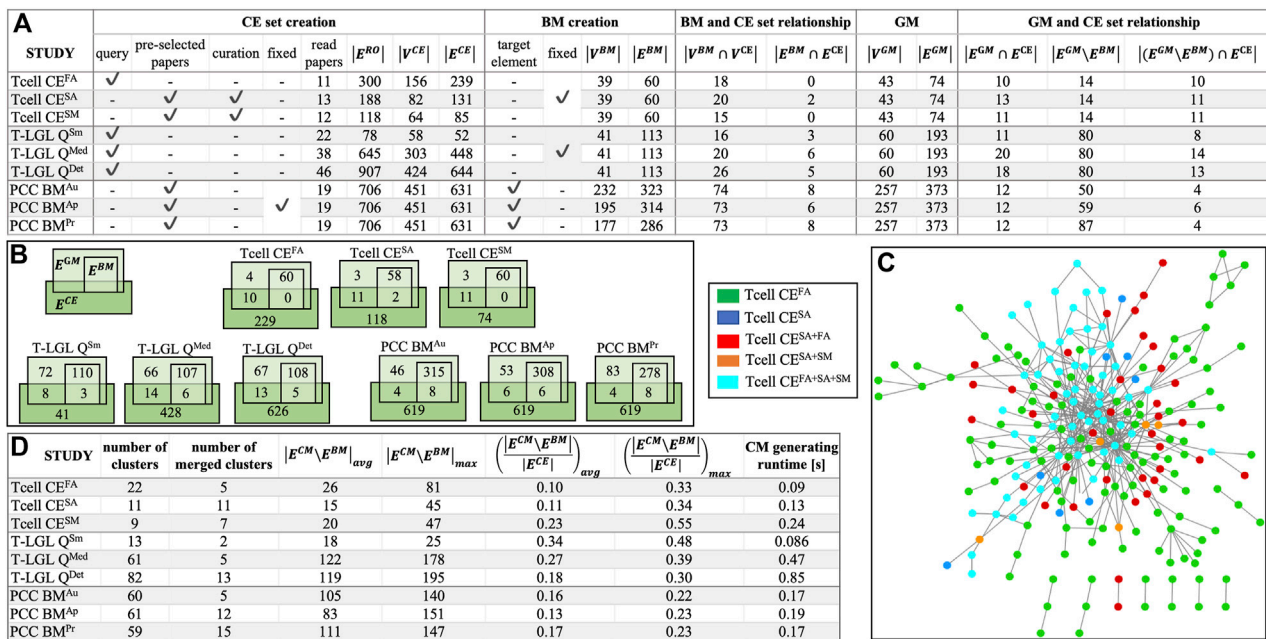 A
CE set creation BM creation BM and CE set relationship GM GM and CE set relationship
STUDY query pre-selected papers curation fixed read papers |E^RO| |V^CE| |E^CE| target element fixed |V^BM| |E^BM| |V^BM ∩ V^CE| |E^BM ∩ E^CE| |V^GM| |E^GM| |E^GM ∩ E^CE| |E^GM\E^BM| |(E^GM\E^BM) ∩ E^CE|
Tcell CE^FA ✓ - - - 11 300 156 239 - 39 60 18 0 43 74 10 14 10
Tcell CE^SA - ✓ ✓ - 13 188 82 131 - ✓ 39 60 20 2 43 74 13 14 11
Tcell CE^SM - ✓ ✓ - 12 118 64 85 - 39 60 15 0 43 74 11 14 11
T-LGL Q^Sm ✓ - - - 22 78 58 52 - 41 113 16 3 60 193 11 80 8
T-LGL Q^Med ✓ - - - 38 645 303 448 - ✓ 41 113 20 6 60 193 20 80 14
T-LGL Q^Det ✓ - - - 46 907 424 644 - 41 113 26 5 60 193 18 80 13
PCC BM^Au - ✓ - 19 706 451 631 ✓ - 232 323 74 8 257 373 12 50 4
PCC BM^Ap - ✓ - ✓ 19 706 451 631 ✓ - 195 314 73 6 257 373 12 59 6
PCC BM^Pr - ✓ - 19 706 451 631 ✓ - 177 286 73 8 257 373 12 87 4
B
E^GM E^BM
E^CE
Tcell CE^FA Tcell CE^SA Tcell CE^SM
4 60 3 58 3 60
10 0 11 2 11 0
229 118 74
T-LGL Q^Sm T-LGL Q^Med T-LGL Q^Det PCC BM^Au PCC BM^Ap PCC BM^Pr
72 110 66 107 67 108 46 315 53 308 83 278
8 3 14 6 13 5 4 8 6 6 4 8
41 428 626 619 619 619
C
Tcell CE^FA
Tcell CE^SA
Tcell CE^SA+FA
Tcell CE^SA+SM
Tcell CE^FA+SA+SM
D
STUDY number of clusters number of merged clusters |E^CM\E^BM|_avg |E^CM\E^BM|_max (|E^CM\E^BM| / |E^CE|)_avg (|E^CM\E^BM| / |E^CE|)_max CM generating runtime [s]
Tcell CE^FA 22 5 26 81 0.10 0.33 0.09
Tcell CE^SA 11 11 15 45 0.11 0.34 0.13
Tcell CE^SM 9 7 20 47 0.23 0.55 0.24
T-LGL Q^Sm 13 2 18 25 0.34 0.48 0.086
T-LGL Q^Med 61 5 122 178 0.27 0.39 0.47
T-LGL Q^Det 82 13 119 195 0.18 0.30 0.85
PCC BM^Au 60 5 105 140 0.16 0.22 0.17
PCC BM^Ap 61 12 83 151 0.13 0.23 0.19
PCC BM^Pr 59 15 111 147 0.17 0.23 0.17